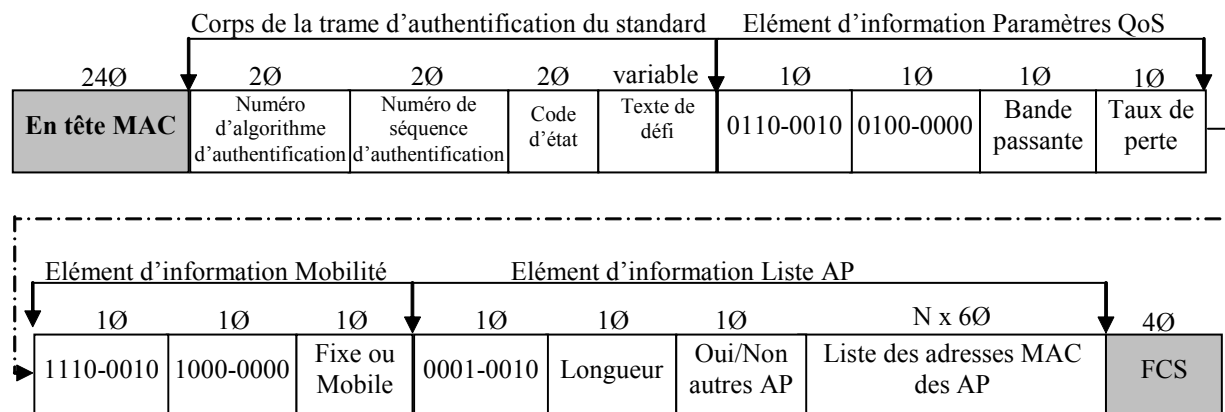 Corps de la trame d'authentification du standard Elément d'information Paramètres QoS
24Ø 2Ø 2Ø 2Ø variable 1Ø 1Ø 1Ø 1Ø
En tête MAC
Numéro
d'algorithme
d'authentification
Numéro de
séquence
d'authentification
Code
d'état
Texte de
défi
0110-0010
0100-0000
Bande
passante
Taux de
perte
Elément d'information Mobilité Elément d'information Liste AP
1Ø 1Ø 1Ø 1Ø 1Ø 1Ø N x 6Ø 4Ø
1110-0010
1000-0000
Fixe ou
Mobile
0001-0010
Longueur
Oui/Non
autres AP
Liste des adresses MAC
des AP
FCS